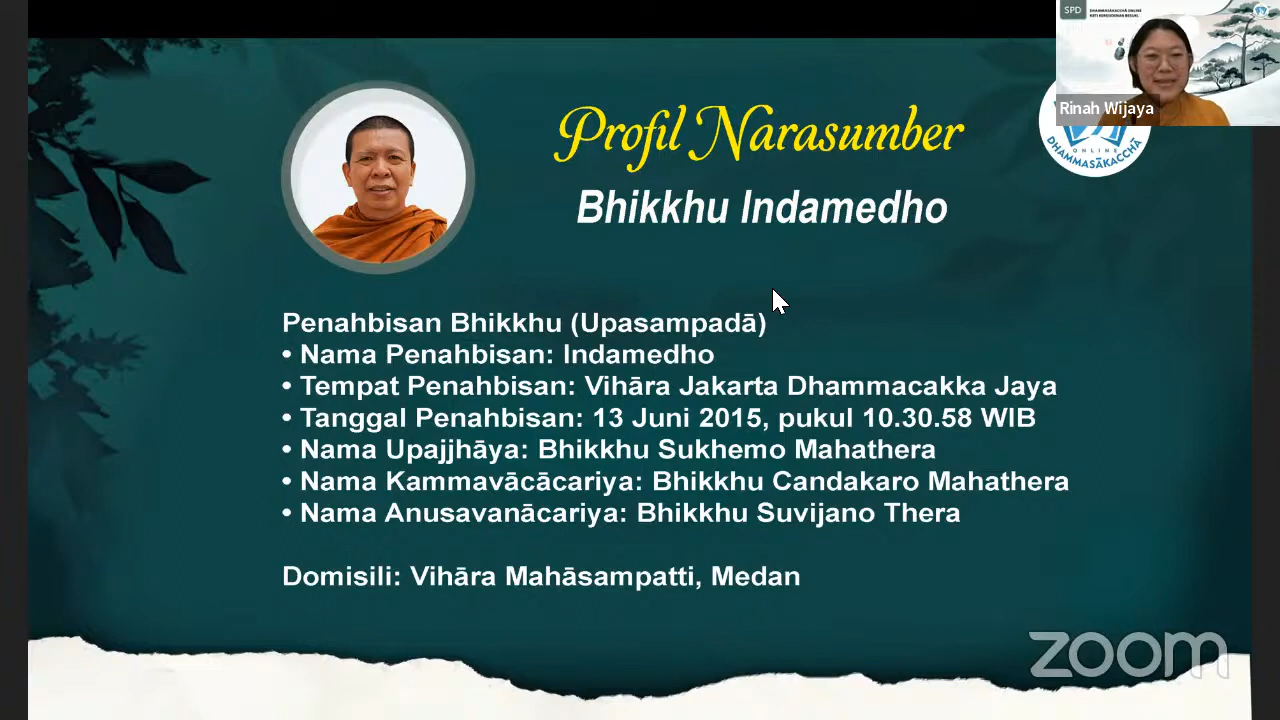 SPD
DHAMMASĀKACCHĀ ONLINE
Rinah Wijaya
Profil Narasumber
Bhikkhu Indamedho
ONLINE
DHAMMASĀKACCHĀ
Penahbisan Bhikkhu (Upasampadā)
• Nama Penahbisan: Indamedho
• Tempat Penahbisan: Vihāra Jakarta Dhammacakka Jaya
• Tanggal Penahbisan: 13 Juni 2015, pukul 10.30.58 WIB
• Nama Upajjhāya: Bhikkhu Sukhemo Mahathera
• Nama Kammavācācariya: Bhikkhu Candakaro Mahathera
• Nama Anusavanācariya: Bhikkhu Suvijano Thera
Domisili: Vihāra Mahāsampatti, Medan
zoom